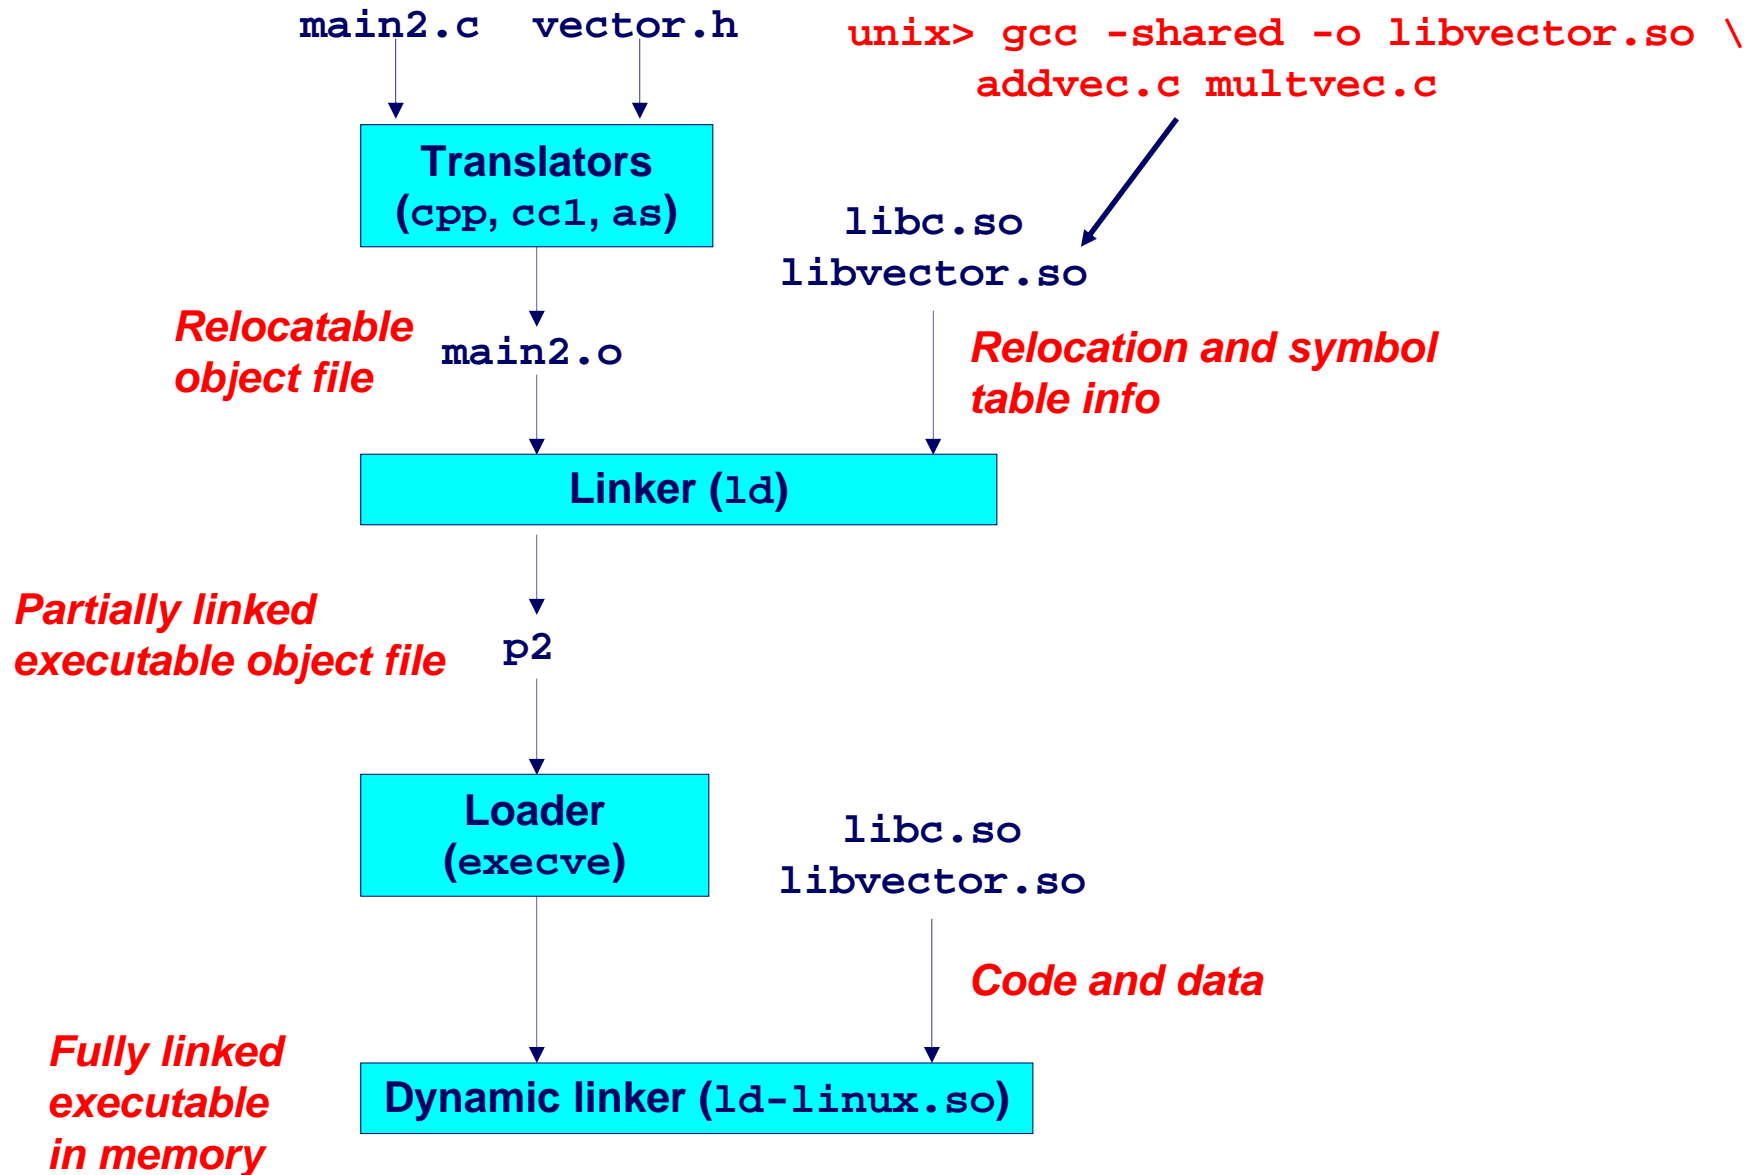 main2.c vector.h
unix> gcc -shared -o libvector.so \
addvec.c multvec.c
Translators
(cpp, cc1, as)
libc.so
libvector.so
Relocatable
object file
main2.o
Relocation and symbol
table info
Linker (ld)
Partially linked
executable object file
p2
Loader
(execve)
libc.so
libvector.so
Code and data
Fully linked
executable
in memory
Dynamic linker (ld-linux.so)